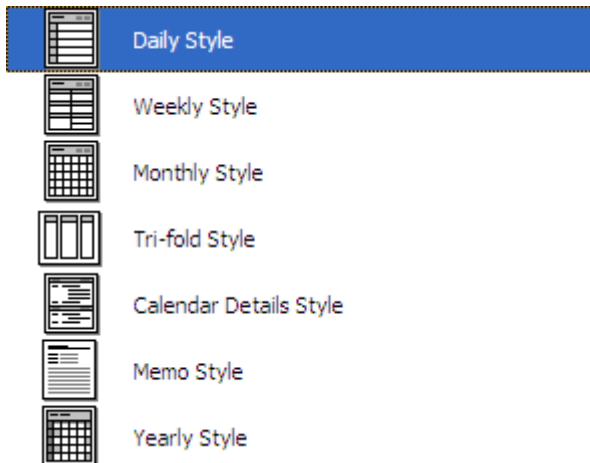 Daily Style
Weekly Style
Monthly Style
Tri-fold Style
Calendar Details Style
Memo Style
Yearly Style